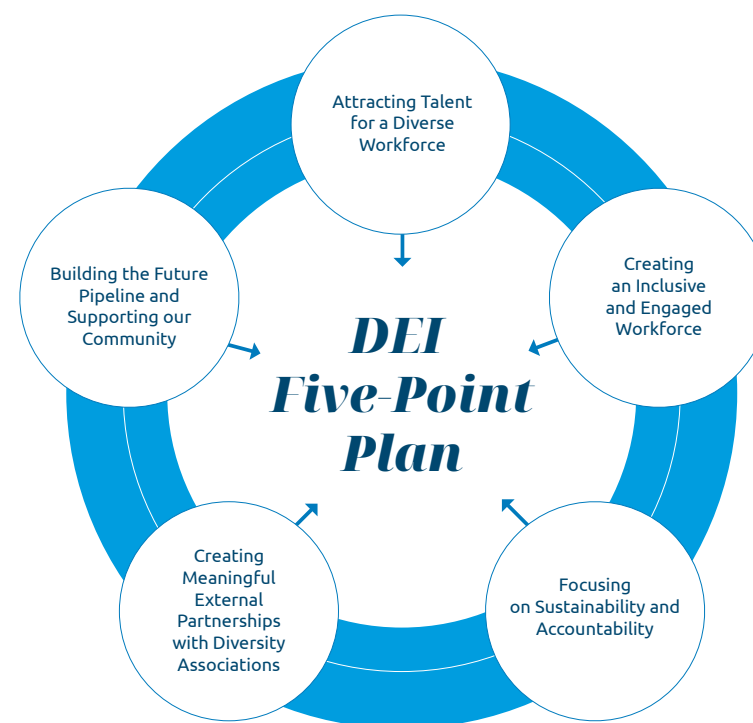 Attracting Talent
for a Diverse
Workforce
Building the Future
Pipeline and
Supporting our
Community
Creating
an Inclusive
and Engaged
Workforce
DEI
Five-Point
Plan
Creating
Meaningful
External
Partnerships
with Diversity
Associations
Focusing
on Sustainability and
Accountability